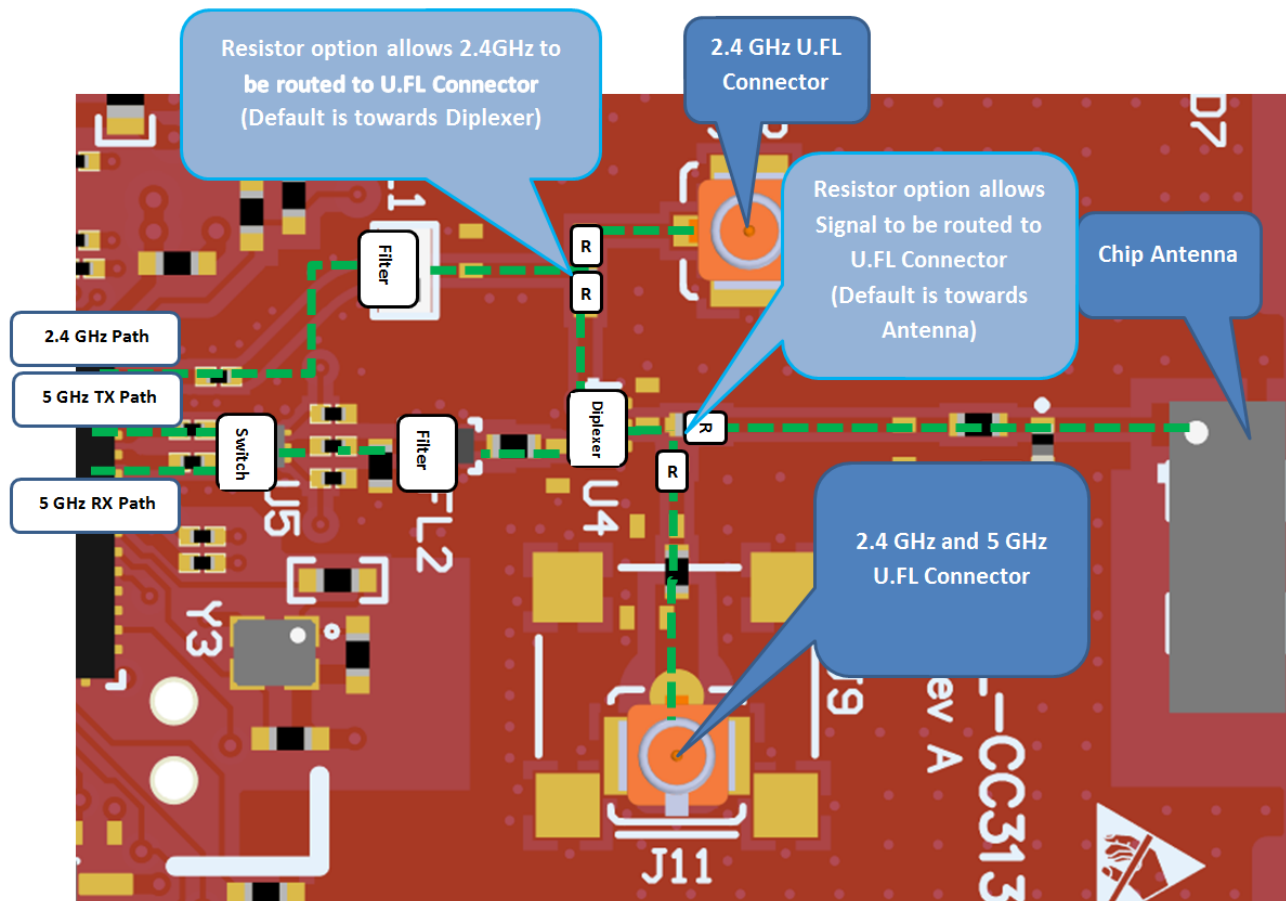 Resistor option allows 2.4GHz to
be routed to U.FL Connector
(Default is towards Diplexer)
2.4 GHz U.FL
Connector
Resistor option allows
Signal to be routed to
U.FL Connector
(Default is towards
Antenna)
Chip Antenna
Filter
R
R
2.4 GHz Path
5 GHz TX Path
5 GHz RX Path
Switch
Filter
Diplexer
R
R
2.4 GHz and 5 GHz
U.FL Connector
D7
U5
FL2
U4
Y3
J9
J11
-CC313